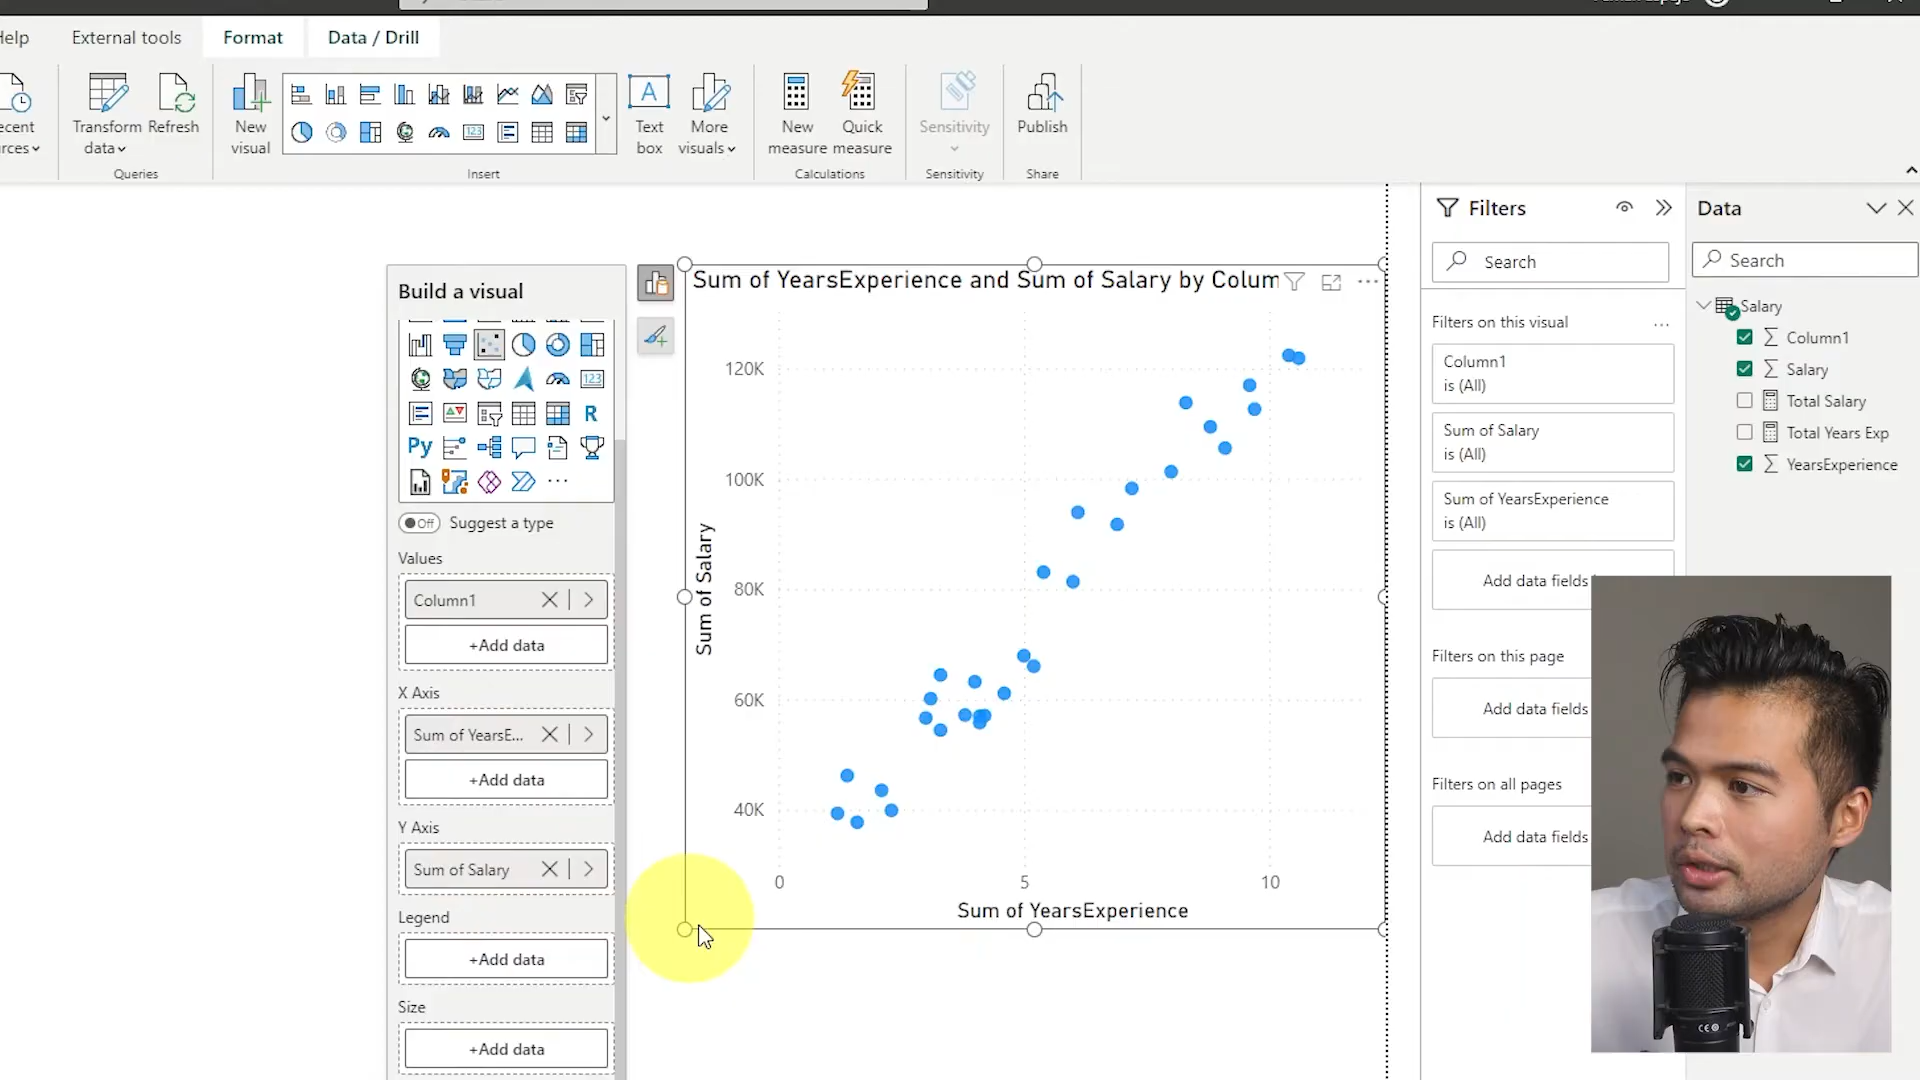 Help
External tools
Format
Data / Drill
Transform
data
Refresh
New
visual
Text
box
More
visuals
New
measure
Quick
measure
Sensitivity
Publish
Queries
Insert
Calculations
Sensitivity
Share
Build a visual
Suggest a type
Off
Values
Column1
+Add data
X Axis
Sum of YearsE...
+Add data
Y Axis
Sum of Salary
+Add data
Legend
+Add data
Size
+Add data
Sum of YearsExperience and Sum of Salary by Colum
120K
100K
80K
60K
40K
Sum of Salary
0
5
10
Sum of YearsExperience
Filters
Search
Filters on this visual
Column1
is (All)
Sum of Salary
is (All)
Sum of YearsExperience
is (All)
Add data fields
Filters on this page
Add data fields
Filters on all pages
Add data fields
Data
Search
Salary
Column1
Salary
Total Salary
Total Years Exp
YearsExperience